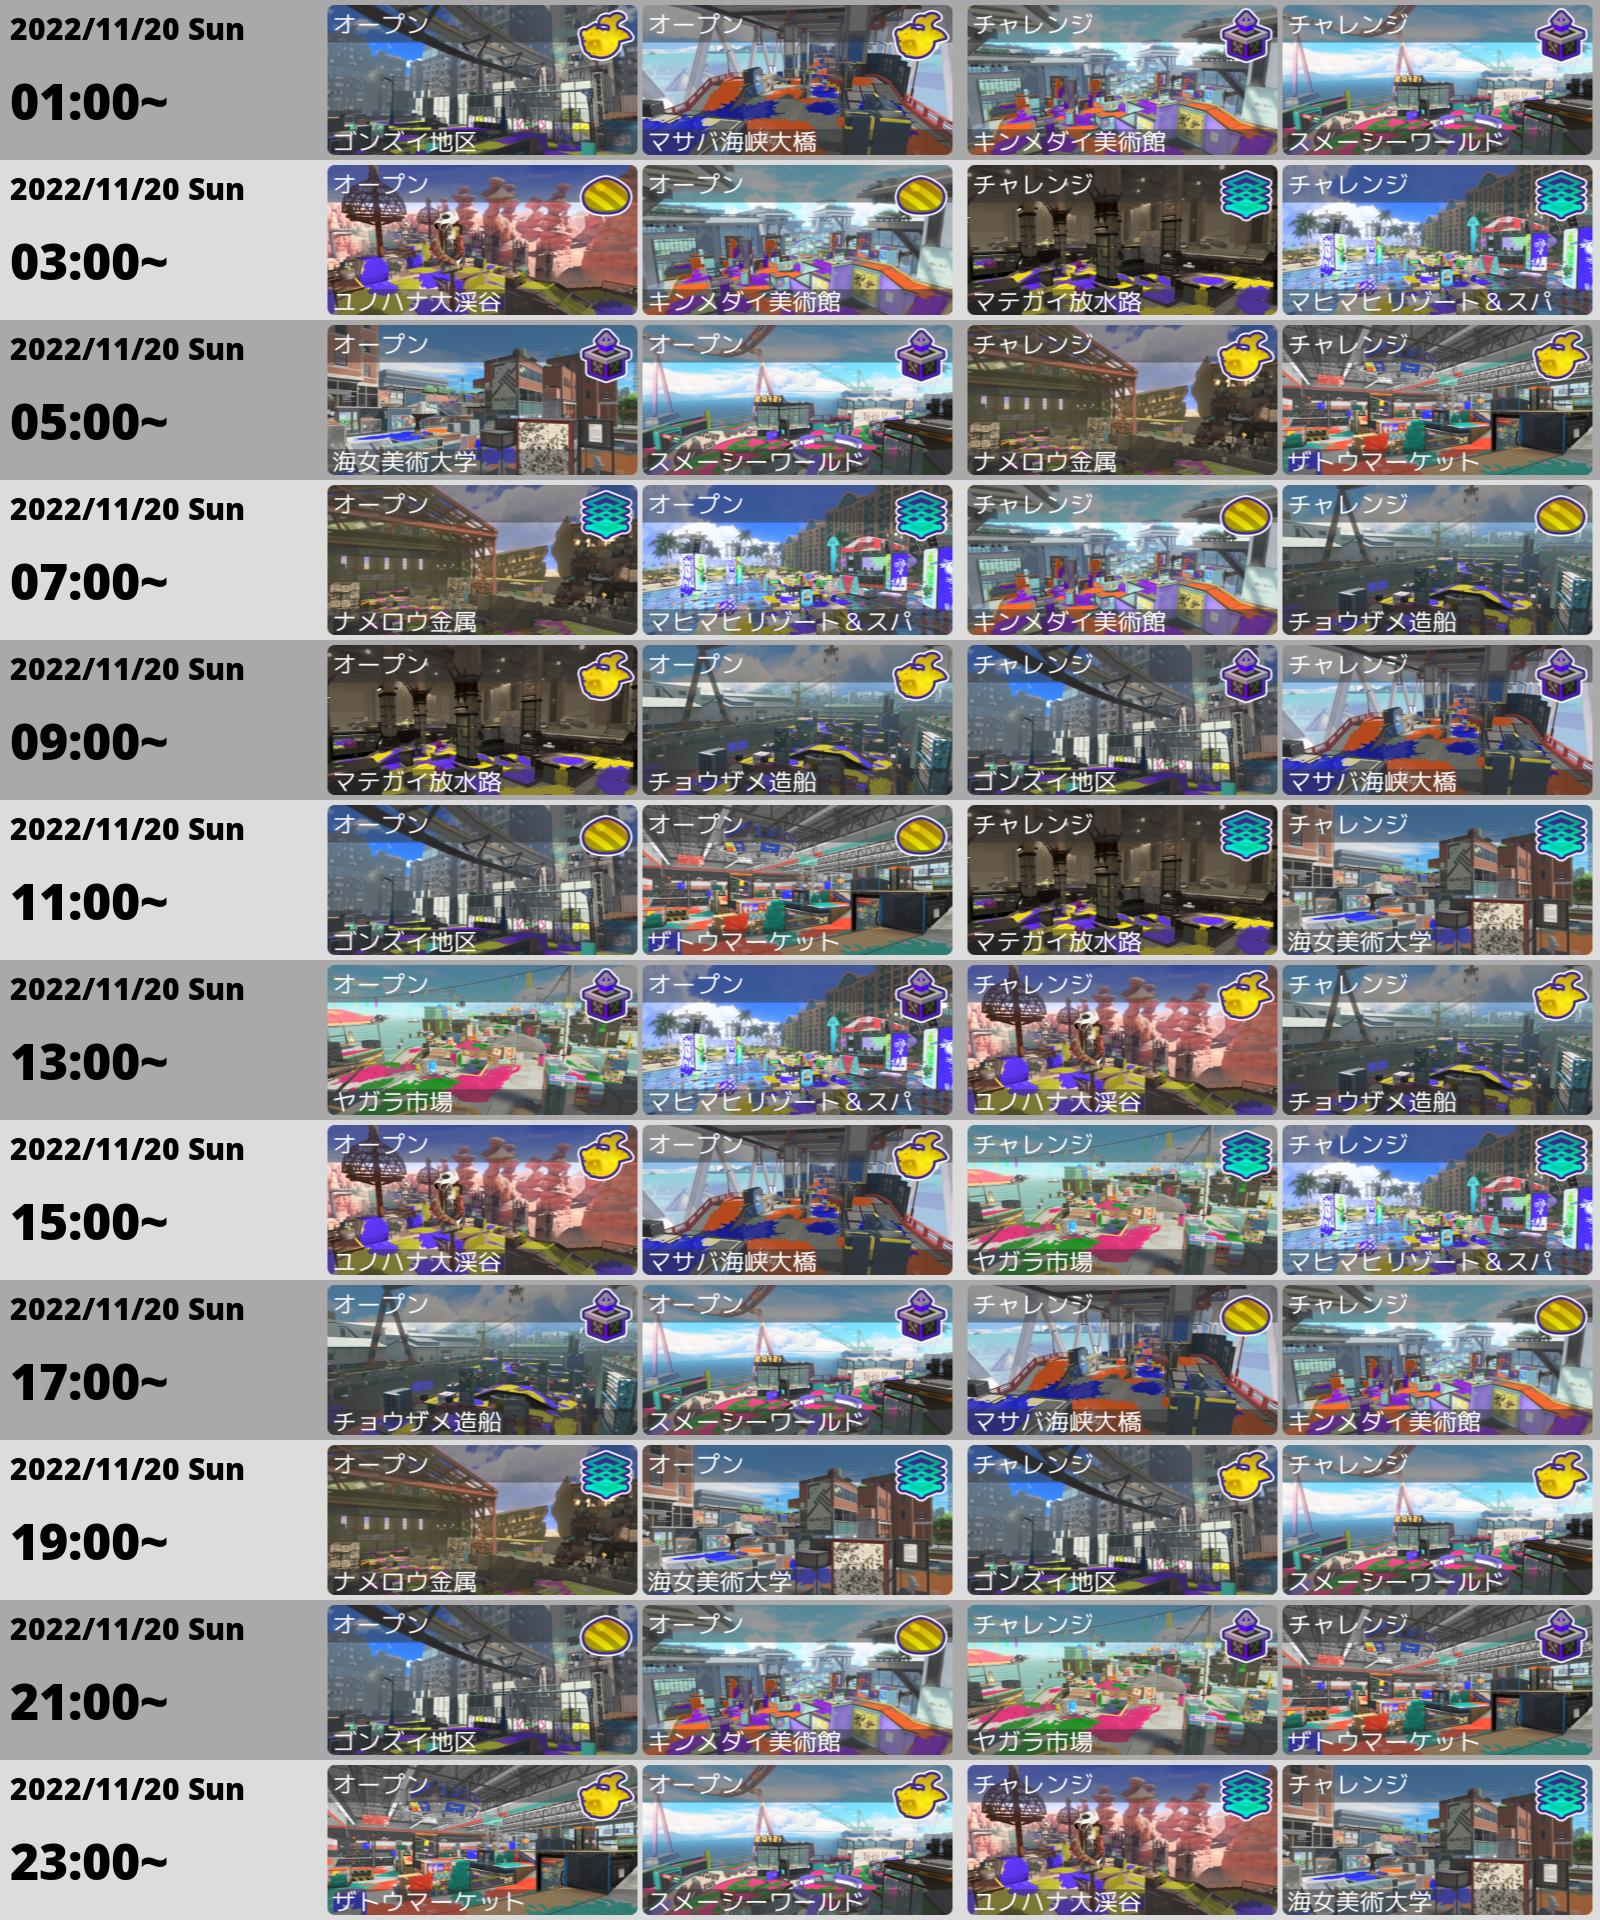 2022/11/20 Sun
01:00~
オープン
ゴンズイ地区
オープン
マサバ海峡大橋
チャレンジ
キンメダイ美術館
チャレンジ
スメーシーワールド
2022/11/20 Sun
03:00~
オープン
ユノハナ大渓谷
オープン
キンメダイ美術館
チャレンジ
マテガイ放水路
チャレンジ
マヒマヒリゾート＆スパ
2022/11/20 Sun
05:00~
オープン
海女美術大学
オープン
スメーシーワールド
チャレンジ
ナメロウ金属
チャレンジ
ザトウマーケット
2022/11/20 Sun
07:00~
オープン
ナメロウ金属
オープン
マヒマヒリゾート＆スパ
チャレンジ
キンメダイ美術館
チャレンジ
チョウザメ造船
2022/11/20 Sun
09:00~
オープン
マテガイ放水路
オープン
チョウザメ造船
チャレンジ
ゴンズイ地区
チャレンジ
マサバ海峡大橋
2022/11/20 Sun
11:00~
オープン
ゴンズイ地区
オープン
ザトウマーケット
チャレンジ
マテガイ放水路
チャレンジ
海女美術大学
2022/11/20 Sun
13:00~
オープン
ヤガラ市場
オープン
マヒマヒリゾート＆スパ
チャレンジ
ユノハナ大渓谷
チャレンジ
チョウザメ造船
2022/11/20 Sun
15:00~
オープン
ユノハナ大渓谷
オープン
マサバ海峡大橋
チャレンジ
ヤガラ市場
チャレンジ
マヒマヒリゾート＆スパ
2022/11/20 Sun
17:00~
オープン
チョウザメ造船
オープン
スメーシーワールド
チャレンジ
マサバ海峡大橋
チャレンジ
キンメダイ美術館
2022/11/20 Sun
19:00~
オープン
ナメロウ金属
オープン
海女美術大学
チャレンジ
ゴンズイ地区
チャレンジ
スメーシーワールド
2022/11/20 Sun
21:00~
オープン
ゴンズイ地区
オープン
キンメダイ美術館
チャレンジ
ヤガラ市場
チャレンジ
ザトウマーケット
2022/11/20 Sun
23:00~
オープン
ザトウマーケット
オープン
スメーシーワールド
チャレンジ
ユノハナ大渓谷
チャレンジ
海女美術大学